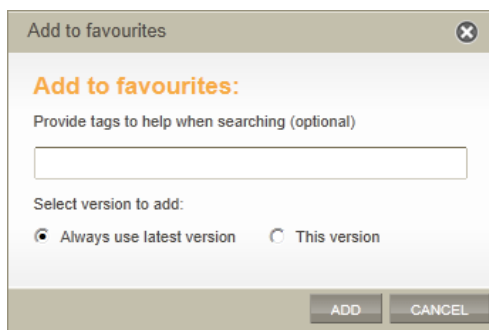 Add to favourites
Add to favourites:
Provide tags to help when searching (optional)
Select version to add:
Always use latest version This version
ADD CANCEL